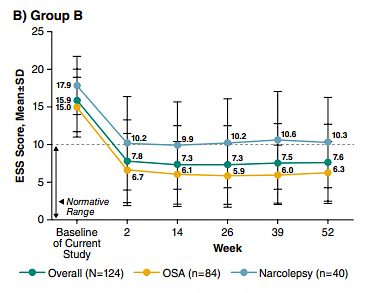 B) Group B
ESS Score, Mean±SD
25
20
15
10
5
0
17.9
15.9
15.0
10.2
7.8
6.7
9.9
7.3
6.1
10.2
7.3
5.9
10.6
7.5
6.0
10.3
7.6
6.3
Normative
Range
Baseline
of Current
Study
2
14
26
39
52
Week
Overall (N=124)
OSA (n=84)
Narcolepsy (n=40)